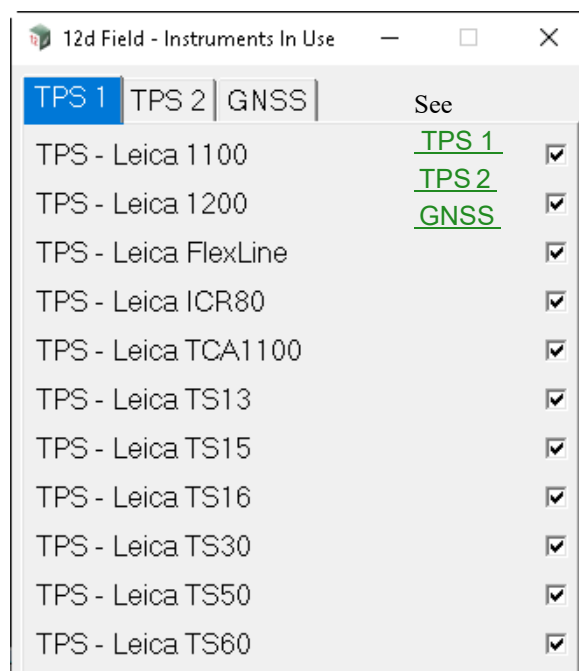 12d Field - Instruments In Use
TPS 1 TPS 2 GNSS
See
TPS 1
TPS 2
GNSS
TPS - Leica 1100
TPS - Leica 1200
TPS - Leica FlexLine
TPS - Leica ICR80
TPS - Leica TCA1100
TPS - Leica TS13
TPS - Leica TS15
TPS - Leica TS16
TPS - Leica TS30
TPS - Leica TS50
TPS - Leica TS60